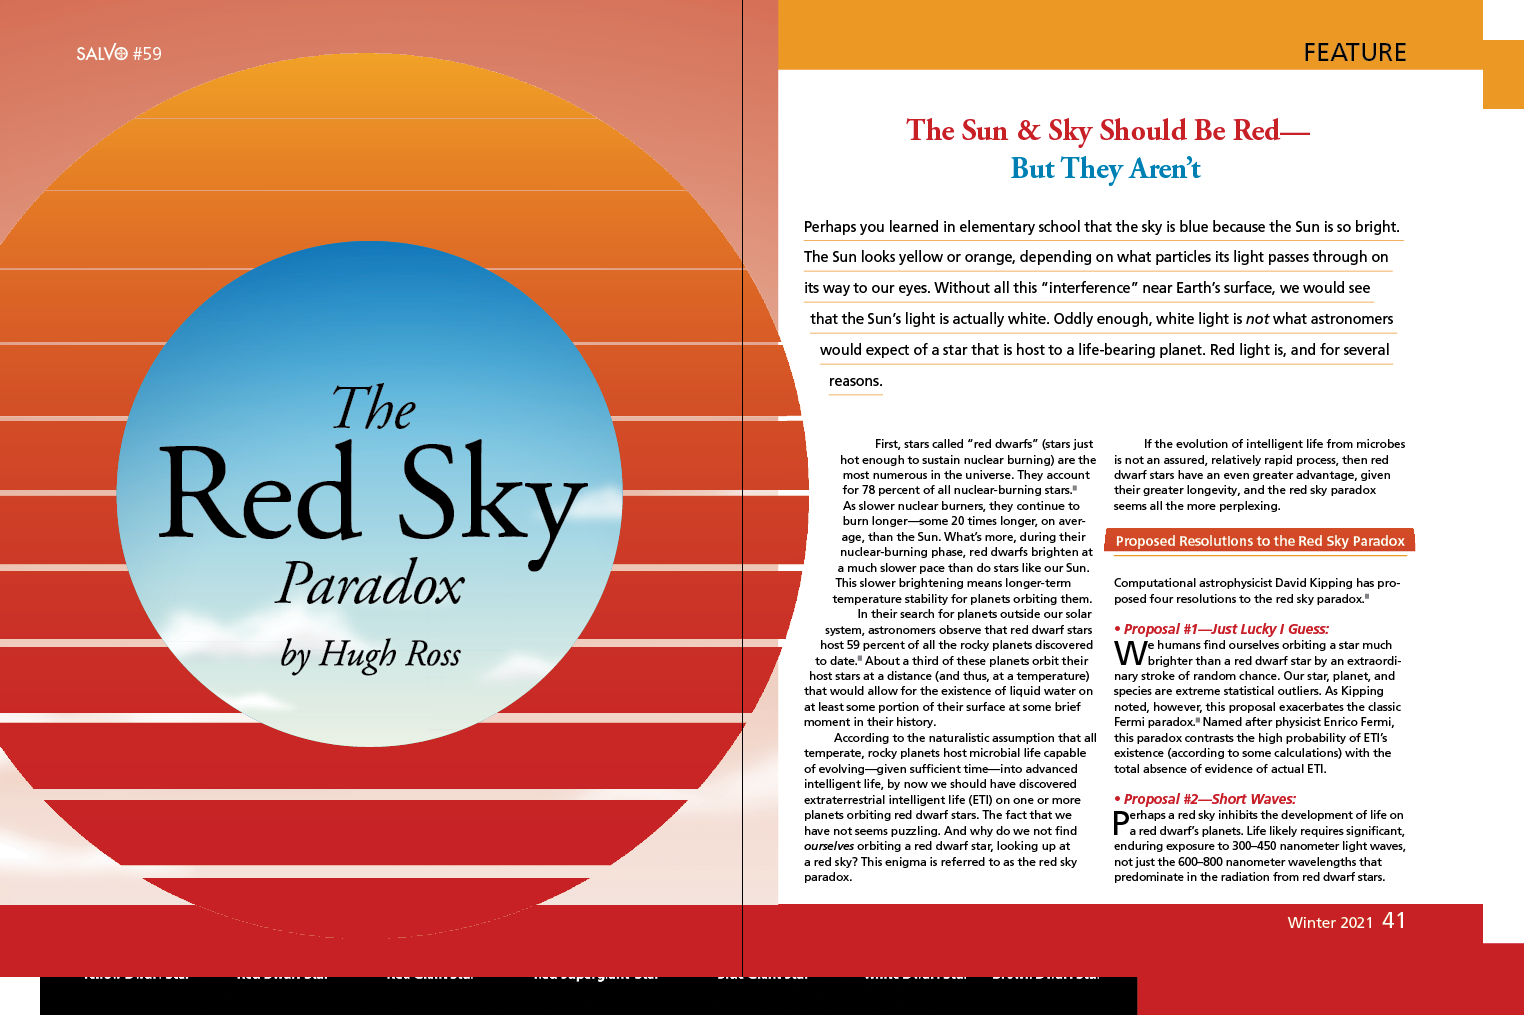 SALVO #59
The
Red Sky
Paradox
by Hugh Ross
FEATURE
The Sun & Sky Should Be Red—
But They Aren’t
Perhaps you learned in elementary school that the sky is blue because the Sun is so bright.
The Sun looks yellow or orange, depending on what particles its light passes through on
its way to our eyes. Without all this “interference” near Earth’s surface, we would see
that the Sun’s light is actually white. Oddly enough, white light is not what astronomers
would expect of a star that is host to a life-bearing planet. Red light is, and for several
reasons.
First, stars called “red dwarfs” (stars just
hot enough to sustain nuclear burning) are the
most numerous in the universe. They account
for 78 percent of all nuclear-burning stars.
As slower nuclear burners, they continue to
burn longer—some 20 times longer, on aver-
age, than the Sun. What’s more, during their
nuclear-burning phase, red dwarfs brighten at
a much slower pace than do stars like our Sun.
This slower brightening means longer-term
temperature stability for planets orbiting them.
In their search for planets outside our solar
system, astronomers observe that red dwarf stars
host 59 percent of all the rocky planets discovered
to date. About a third of these planets orbit their
host stars at a distance (and thus, at a temperature)
that would allow for the existence of liquid water on
at least some portion of their surface at some brief
moment in their history.
According to the naturalistic assumption that all
temperate, rocky planets host microbial life capable
of evolving—given sufficient time—into advanced
intelligent life, by now we should have discovered
extraterrestrial intelligent life (ETI) on one or more
planets orbiting red dwarf stars. The fact that we
have not seems puzzling. And why do we not find
ourselves orbiting a red dwarf star, looking up at
a red sky? This enigma is referred to as the red sky
paradox.
If the evolution of intelligent life from microbes
is not an assured, relatively rapid process, then red
dwarf stars have an even greater advantage, given
their greater longevity, and the red sky paradox
seems all the more perplexing.
Proposed Resolutions to the Red Sky Paradox
Computational astrophysicist David Kipping has pro-
posed four resolutions to the red sky paradox.
• Proposal #1—Just Lucky I Guess:
We humans find ourselves orbiting a star much
brighter than a red dwarf star by an extraordi-
nary stroke of random chance. Our star, planet, and
species are extreme statistical outliers. As Kipping
noted, however, this proposal exacerbates the classic
Fermi paradox. Named after physicist Enrico Fermi,
this paradox contrasts the high probability of ETI’s
existence (according to some calculations) with the
total absence of evidence of actual ETI.
• Proposal #2—Short Waves:
Perhaps a red sky inhibits the development of life on
a red dwarf’s planets. Life likely requires significant,
enduring exposure to 300–450 nanometer light waves,
not just the 600–800 nanometer wavelengths that
predominate in the radiation from red dwarf stars.
Winter 2021 41